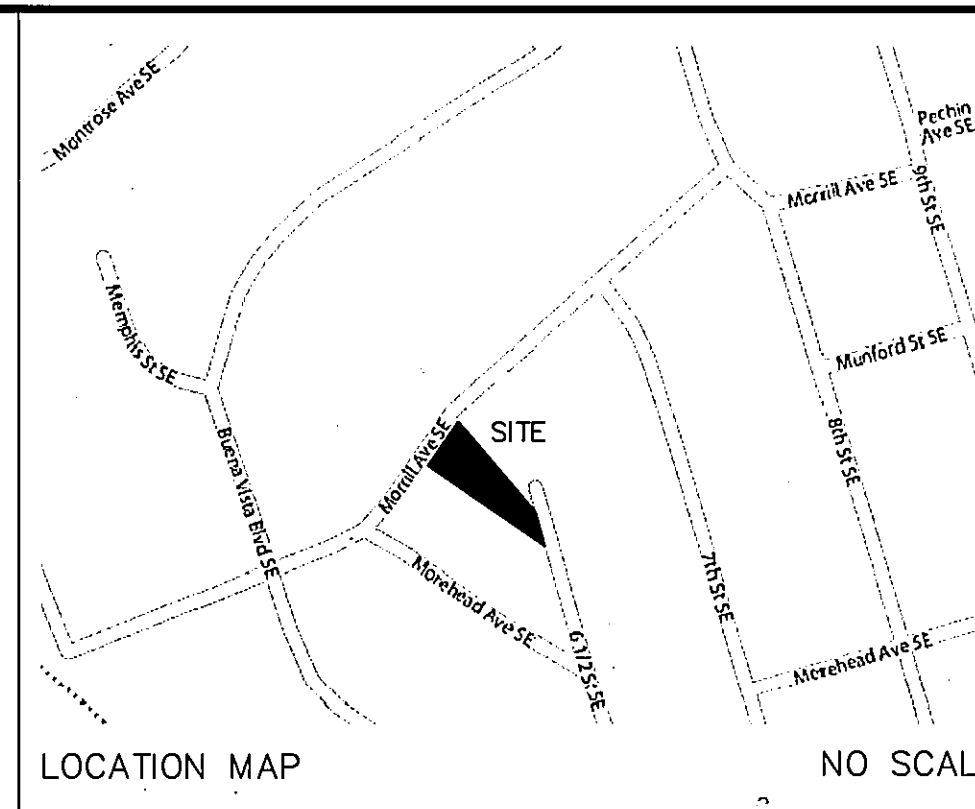 Montrose Ave SE
Pechin
Ave SE
Morrill Ave SE
9th St SE
Memphis St SE
Munford St SE
Buena Vista Blvd SE
Morrill Ave SE
SITE
8th St SE
Morehead Ave SE
6 1/2 St SE
7th St SE
Morehead Ave SE
LOCATION MAP
NO SCAL